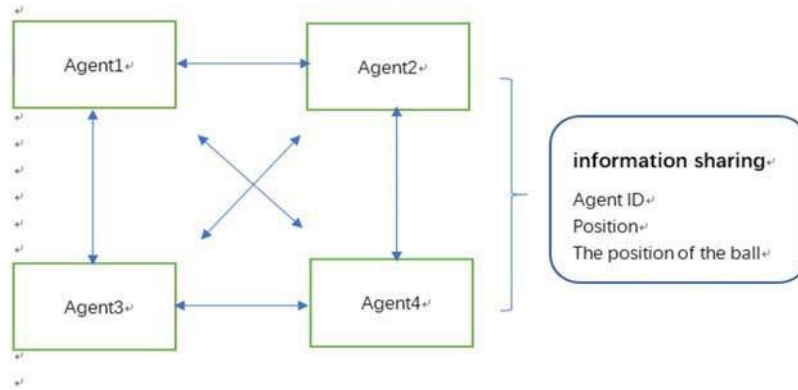 Agent1
Agent2
information sharing
Agent ID
Position
The position of the ball
Agent3
Agent4